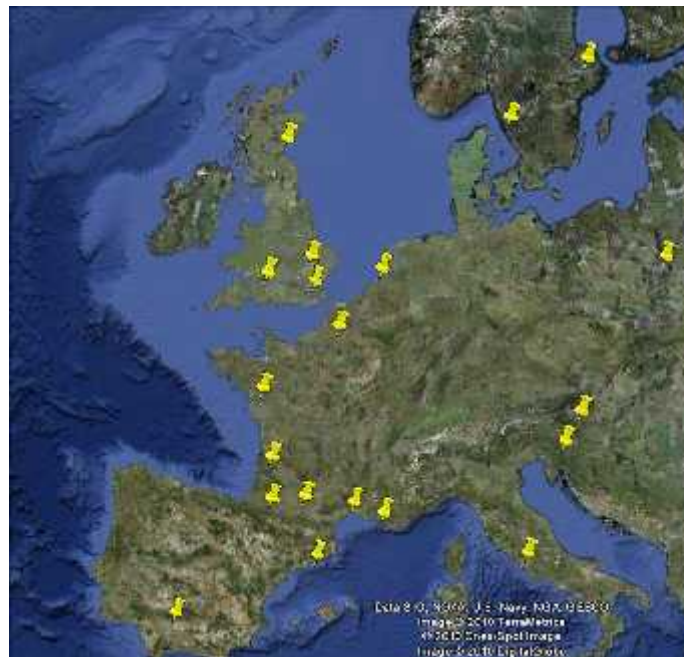 Data SIO, NOAA, U.S. Navy, NGA, GEBCO
Image © 2010 TerraMetrics
© 2010 Cnes/Spot Image
Image © 2010 DigitalGlobe